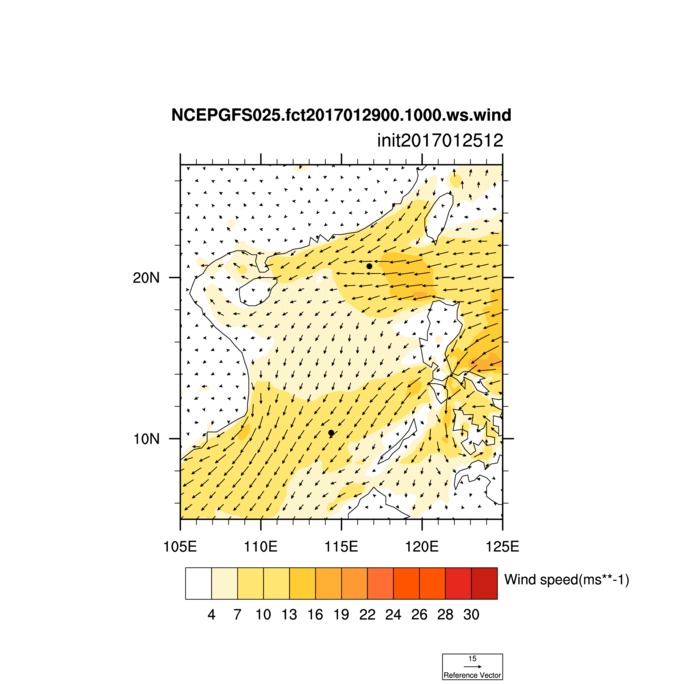 NCEPGFS025.fct2017012900.1000.ws.wind
init2017012512
20N
10N
105E 110E 115E 120E 125E
Wind speed(ms**-1)
4 7 10 13 16 19 22 24 26 28 30
15
Reference Vector